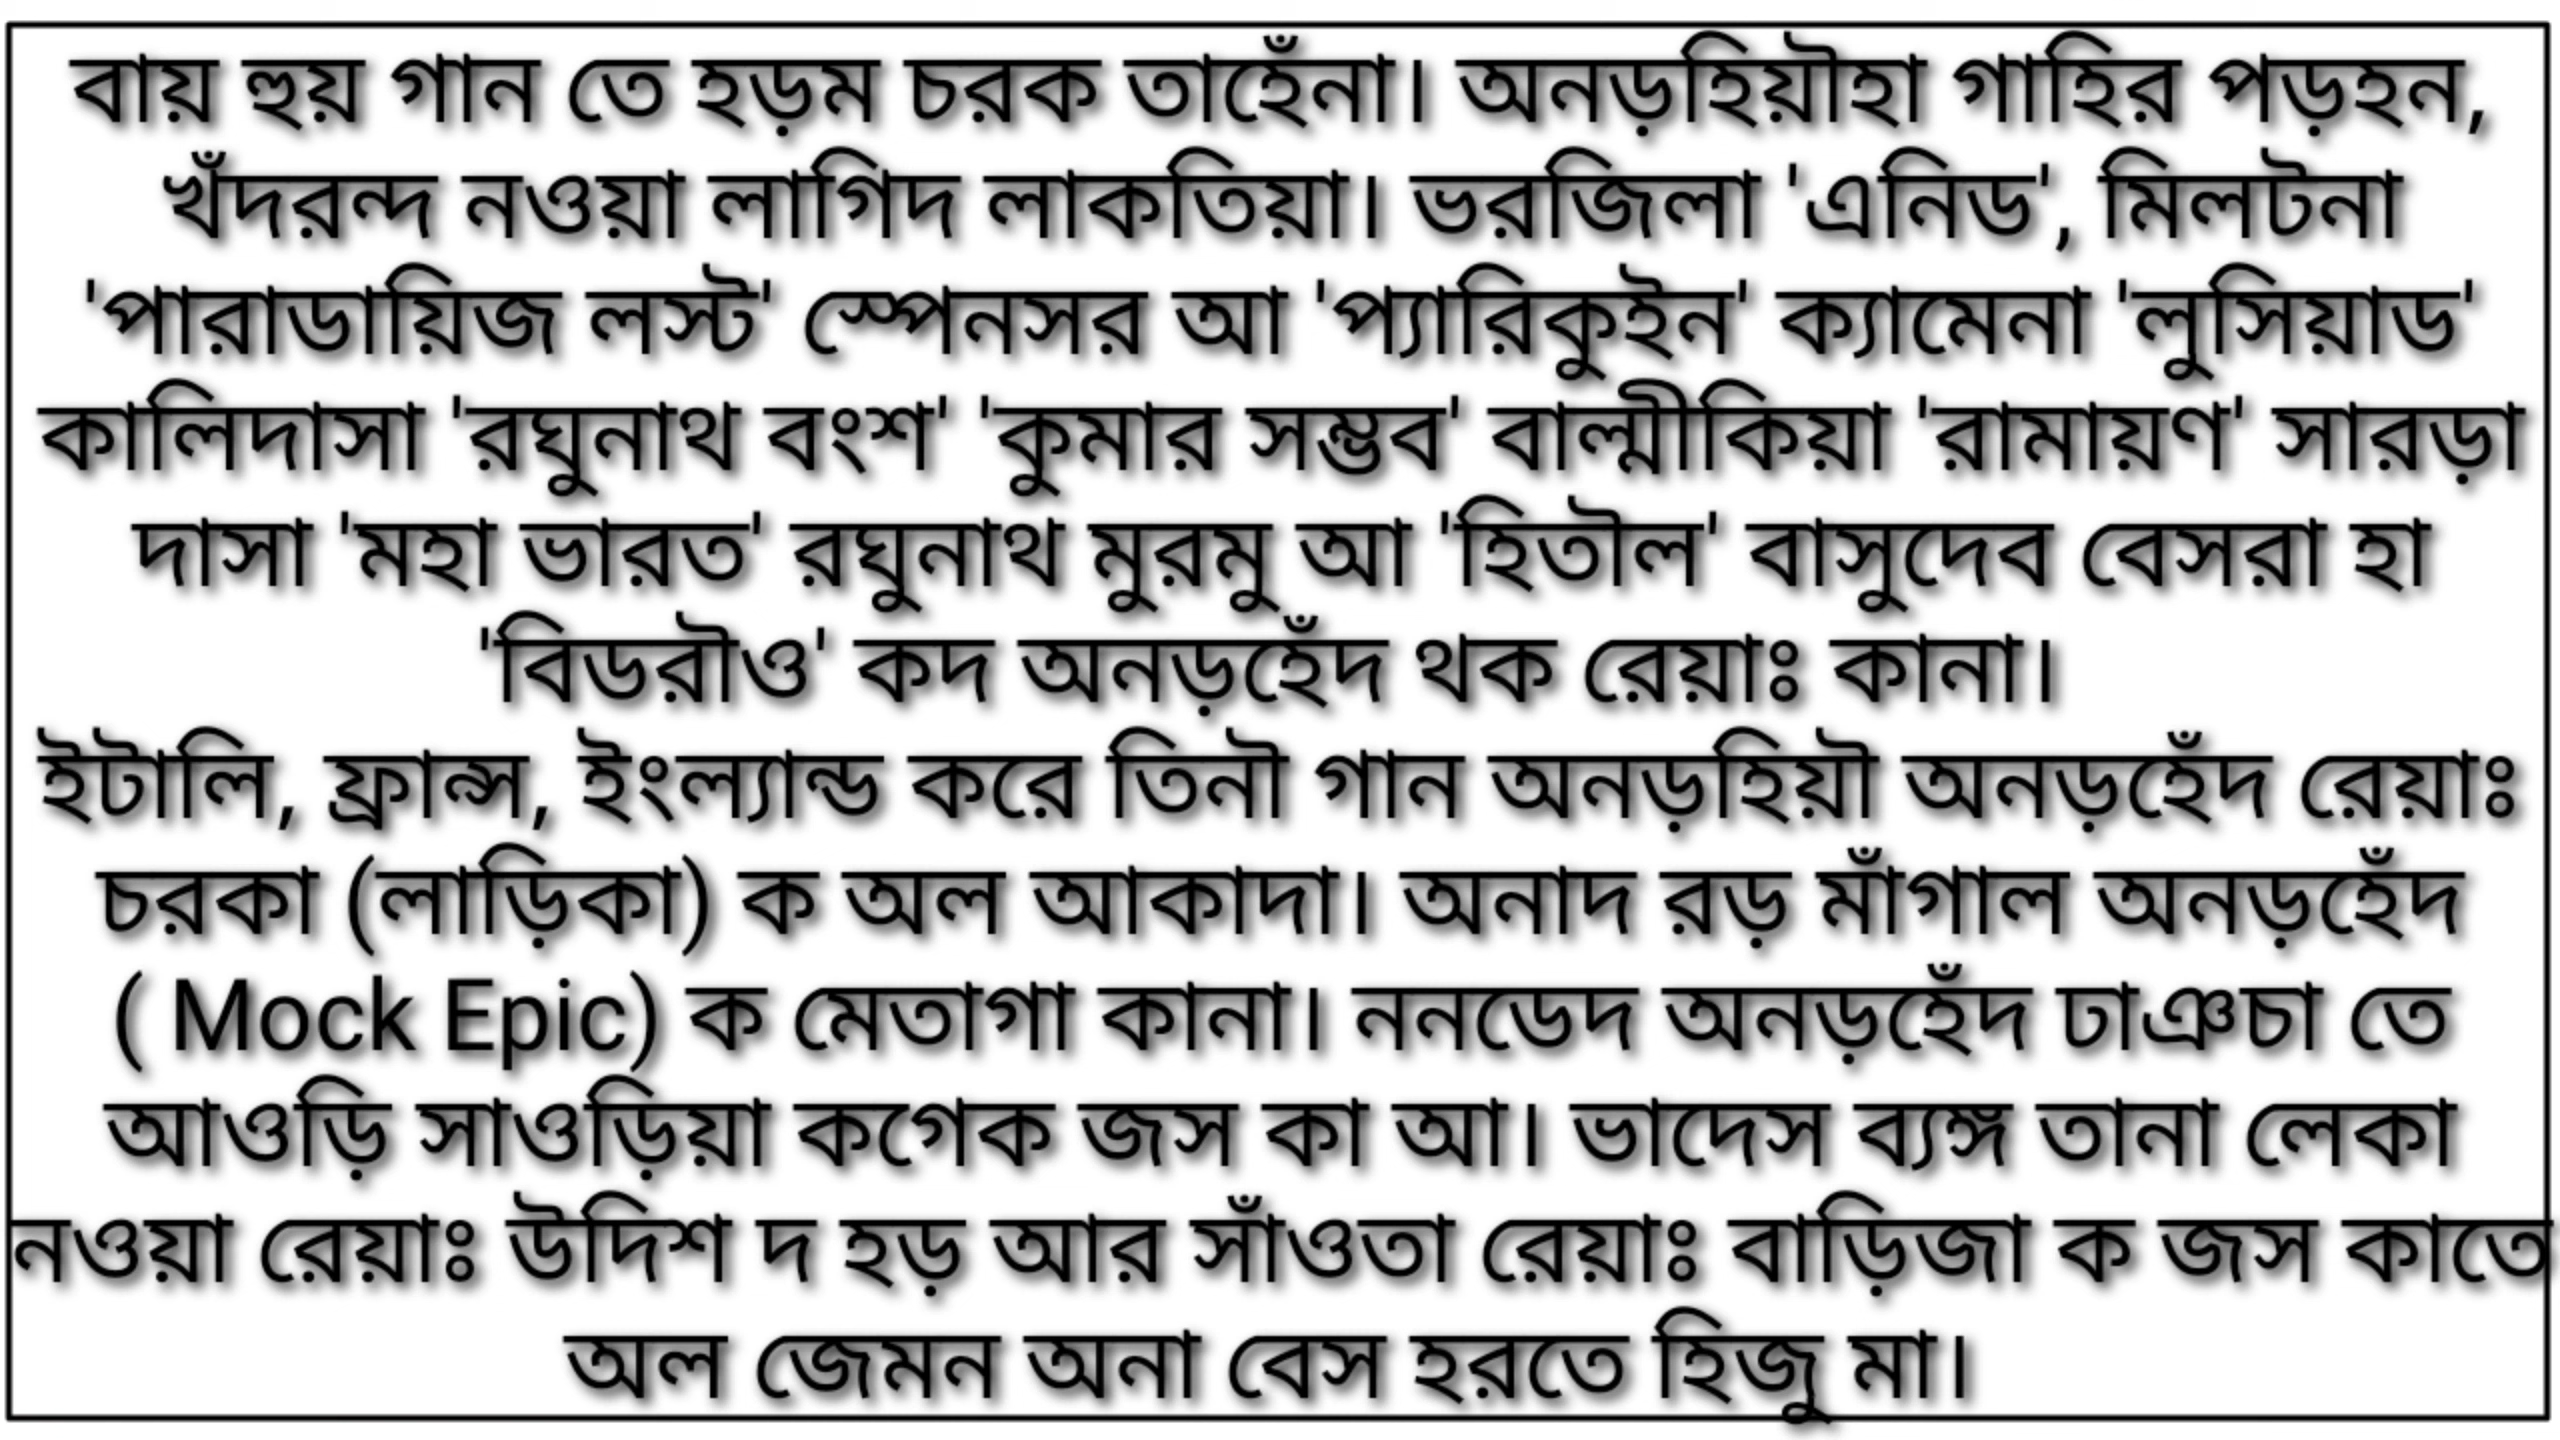 বায় হুয় গান তে হড়ম চরক তাহেঁনা। অনড়হিয়ীহা গাহির পড়হন,
খঁদরন্দ নওয়া লাগিদ লাকতিয়া। ভরজিলা 'এনিড', মিলটনা
'পারাডায়িজ লস্ট' স্পেনসর আ 'প্যারিকুইন' ক্যামেনা 'লুসিয়াড'
কালিদাসা 'রঘুনাথ বংশ' 'কুমার সম্ভব' বাল্মীকিয়া 'রামায়ণ' সারড়া
দাসা 'মহা ভারত' রঘুনাথ মুরমু আ 'হিতৗল' বাসুদেব বেসরা হা
'বিডরৗও' কদ অনড়হেঁদ থক রেয়াঃ কানা।
ইটালি, ফ্রান্স, ইংল্যান্ড করে তিনৗ গান অনড়হিয়ৗ অনড়হেঁদ রেয়াঃ
চরকা (লাড়িকা) ক অল আকাদা। অনাদ রড় মাঁগাল অনড়হেঁদ
( Mock Epic) ক মেতাগা কানা। ননডেদ অনড়হেঁদ ঢাঞচা তে
আওড়ি সাওড়িয়া কগেক জস কা আ। ভাদেস ব্যঙ্গ তানা লেকা
নওয়া রেয়াঃ উদিশ দ হড় আর সাঁওতা রেয়াঃ বাড়িজা ক জস কাতে
অল জেমন অনা বেস হরতে হিজু মা।